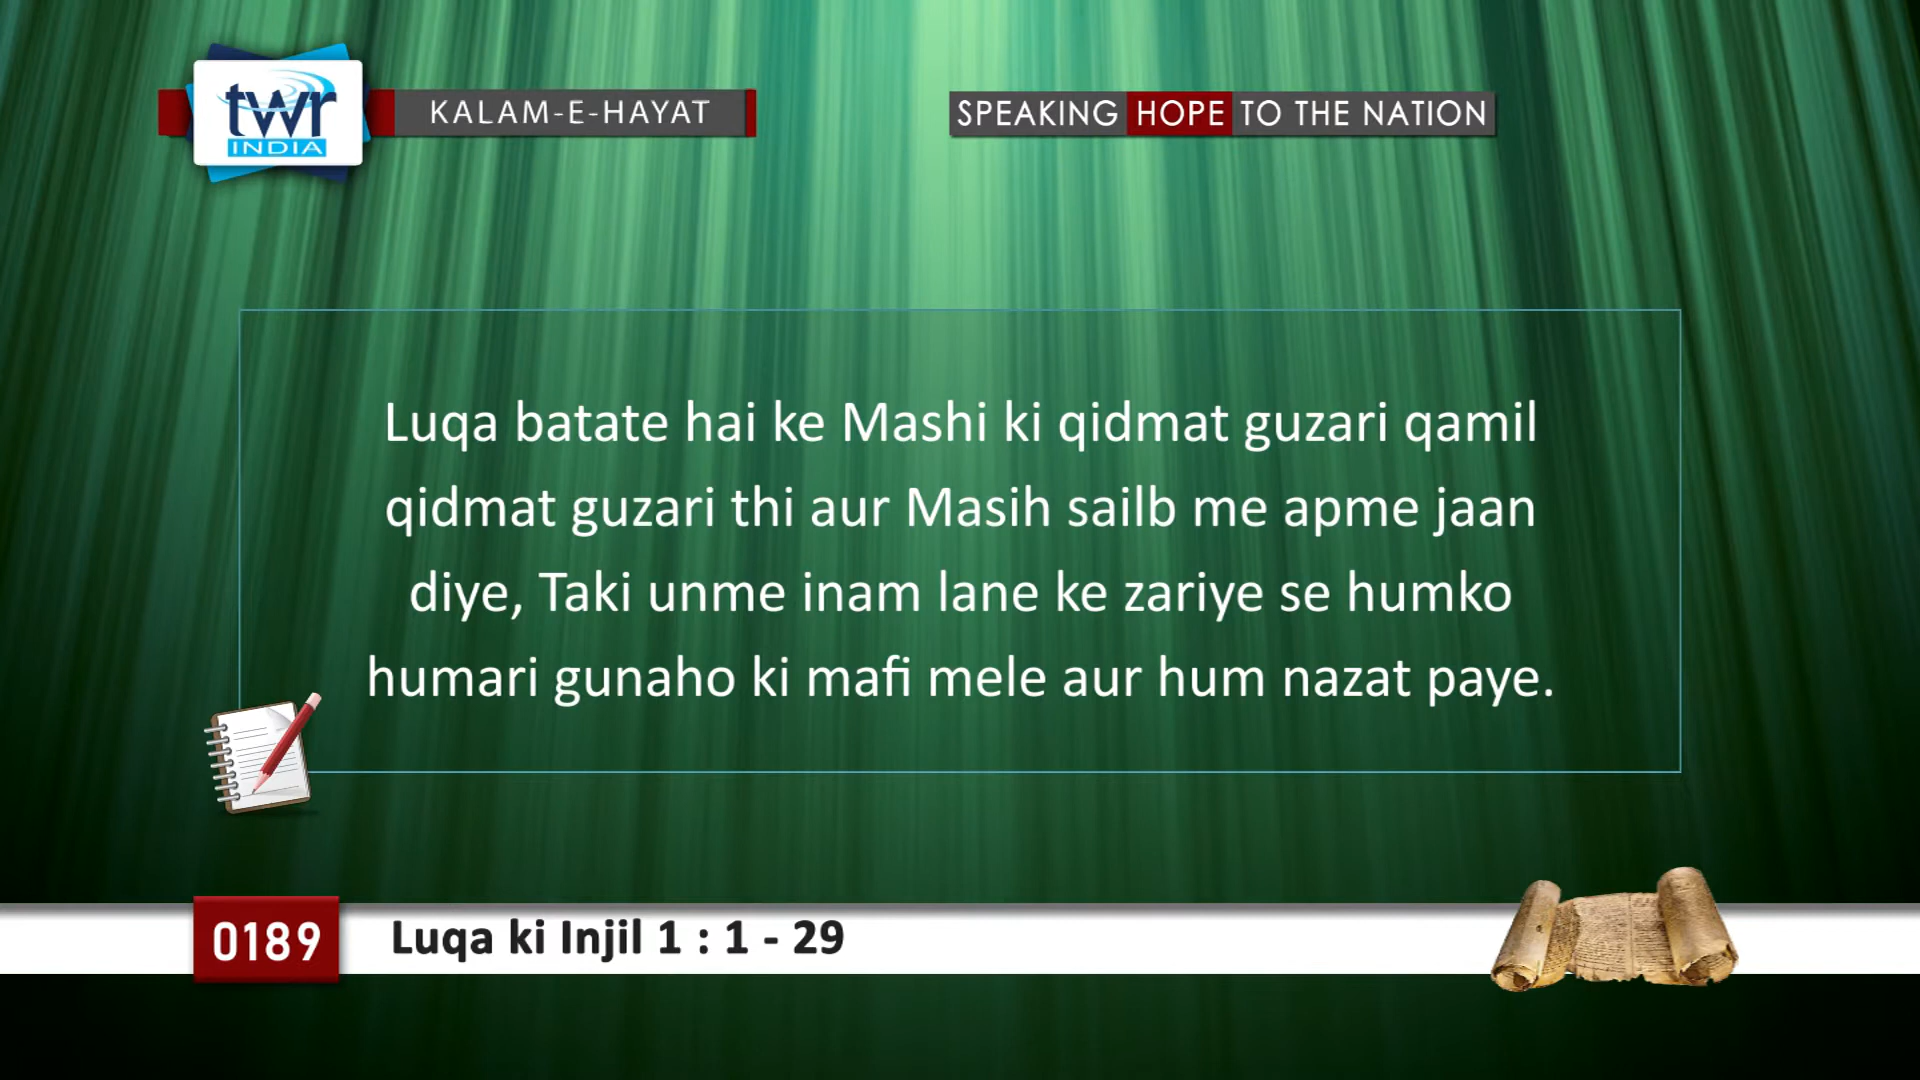 twr
INDIA
KALAM-E-HAYAT
SPEAKING HOPE TO THE NATION
Luqa batate hai ke Mashi ki qidmat guzari qamil
qidmat guzari thi aur Masih sailb me apme jaan
diye, Taki unme inam lane ke zariye se humko
humari gunaho ki mafi mele aur hum nazat paye.
0189
Luqa ki Injil 1 : 1 - 29